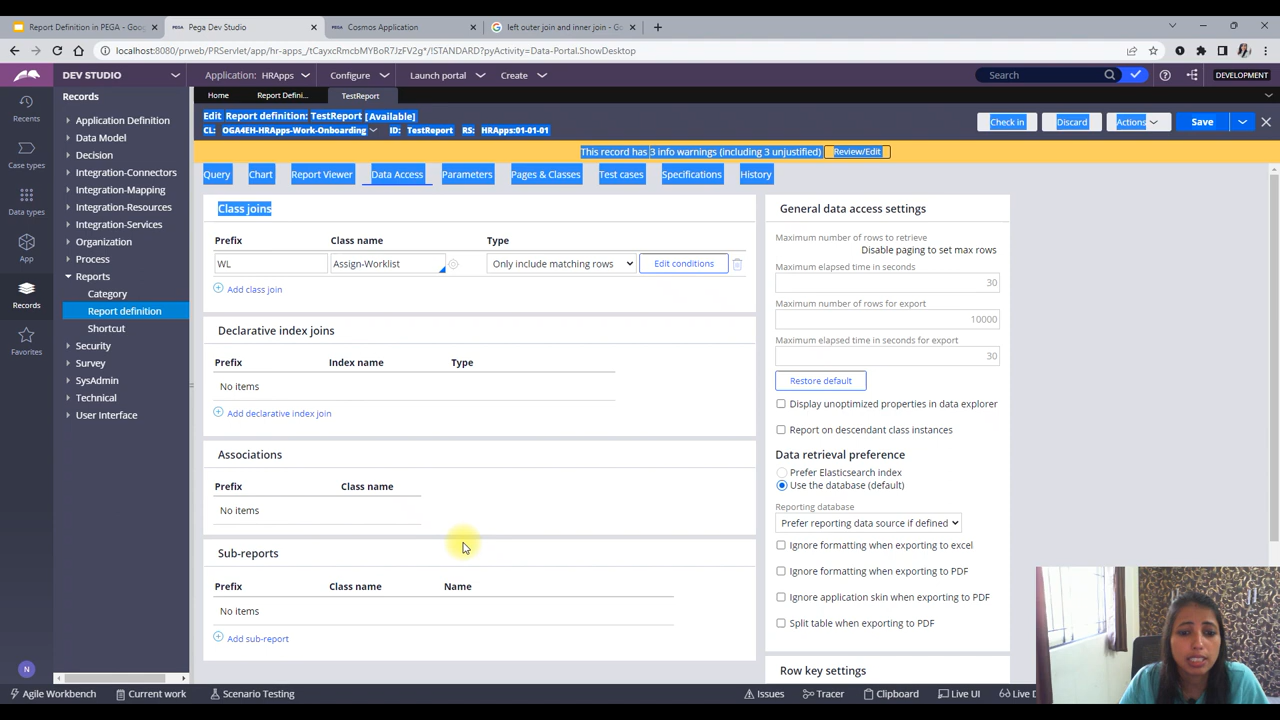 Report Definition in PEGA - Goog
Pega Dev Studio
Cosmos Application
left outer join and inner join - Go
localhost:8080/prweb/PRServlet/app/hr-apps_/tCayxcRmcbMYBoR7JzFV2g*/!STANDARD?pyActivity=Data-Portal.ShowDesktop
DEV STUDIO
Application: HRApps
Configure
Launch portal
Create
Search
DEVELOPMENT
Records
Home
Report Defini...
TestReport
Recents
Case types
Data types
App
Records
Favorites
Application Definition
Data Model
Decision
Integration-Connectors
Integration-Mapping
Integration-Resources
Integration-Services
Organization
Process
Reports
Category
Report definition
Shortcut
Security
Survey
SysAdmin
Technical
User Interface
Edit Report definition: TestReport [Available]
CL: OGA4EH-HRApps-Work-Onboarding ID: TestReport RS: HRApps:01-01-01
Check in
Discard
Actions
Save
This record has 3 info warnings (including 3 unjustified) Review/Edit
Query
Chart
Report Viewer
Data Access
Parameters
Pages & Classes
Test cases
Specifications
History
Class joins
Prefix Class name Type
WL Assign-Worklist Only include matching rows Edit conditions
Add class join
Declarative index joins
Prefix Index name Type
No items
Add declarative index join
Associations
Prefix Class name
No items
Sub-reports
Prefix Class name Name
No items
Add sub-report
General data access settings
Maximum number of rows to retrieve
Disable paging to set max rows
Maximum elapsed time in seconds
30
Maximum number of rows for export
10000
Maximum elapsed time in seconds for export
30
Restore default
Display unoptimized properties in data explorer
Report on descendant class instances
Data retrieval preference
Prefer Elasticsearch index
Use the database (default)
Reporting database
Prefer reporting data source if defined
Ignore formatting when exporting to excel
Ignore formatting when exporting to PDF
Ignore application skin when exporting to PDF
Split table when exporting to PDF
Row key settings
N
Agile Workbench
Current work
Scenario Testing
Issues
Tracer
Clipboard
Live UI
Live D